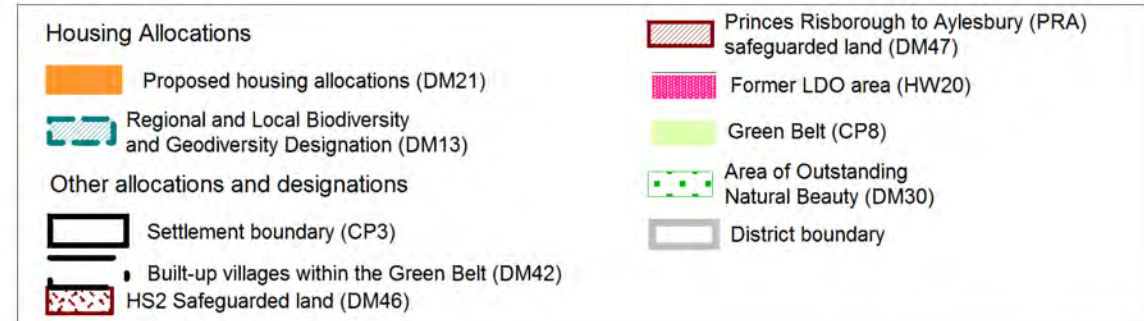 Housing Allocations
Proposed housing allocations (DM21)
Regional and Local Biodiversity
and Geodiversity Designation (DM13)
Other allocations and designations
Settlement boundary (CP3)
Built-up villages within the Green Belt (DM42)
HS2 Safeguarded land (DM46)
Princes Risborough to Aylesbury (PRA)
safeguarded land (DM47)
Former LDO area (HW20)
Green Belt (CP8)
Area of Outstanding
Natural Beauty (DM30)
District boundary